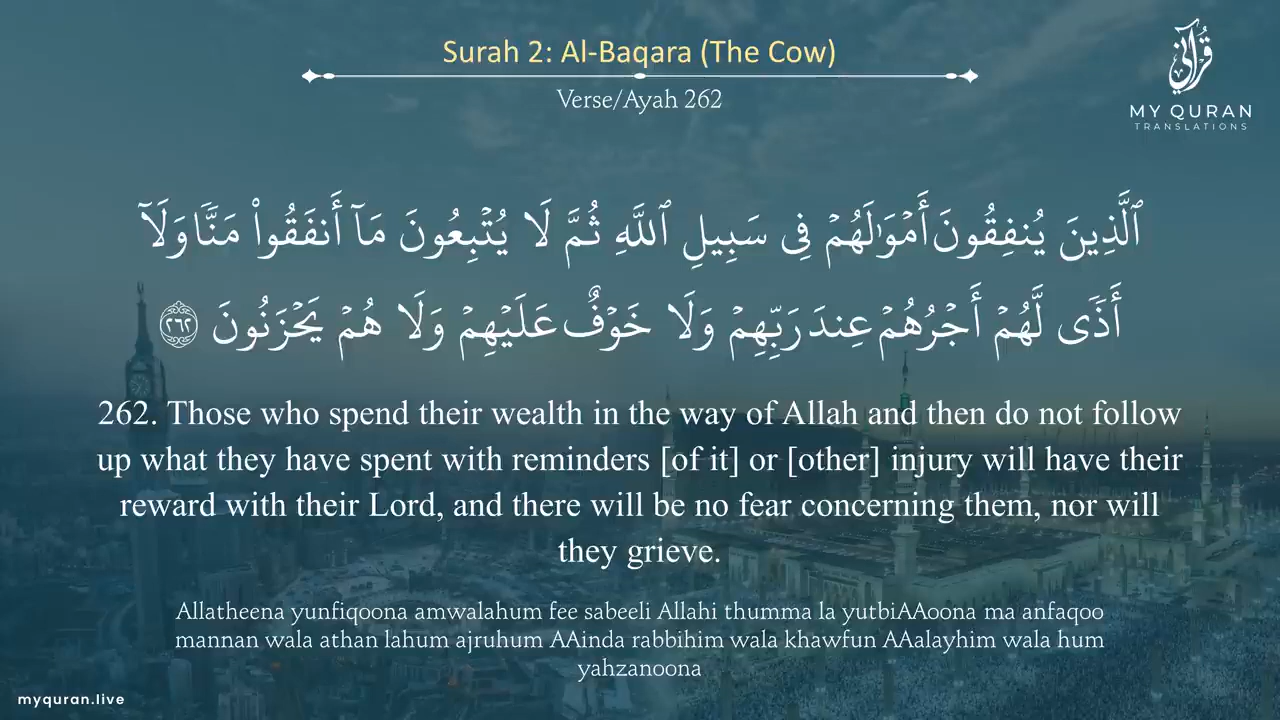 Surah 2: Al-Baqara (The Cow)
Verse/Ayah 262
قرآني
MY QURAN
TRANSLATIONS
ٱلَّذِينَ يُنفِقُونَ أَمْوَٰلَهُمْ فِى سَبِيلِ ٱللَّهِ ثُمَّ لَا يُتْبِعُونَ مَآ أَنفَقُوا۟ مَنًّا وَلَآ
أَذًى لَّهُمْ أَجْرُهُمْ عِندَ رَبِّهِمْ وَلَا خَوْفٌ عَلَيْهِمْ وَلَا هُمْ يَحْزَنُونَ ٢٦٢
262. Those who spend their wealth in the way of Allah and then do not follow
up what they have spent with reminders [of it] or [other] injury will have their
reward with their Lord, and there will be no fear concerning them, nor will
they grieve.
Allatheena yunfiqoona amwalahum fee sabeeli Allahi thumma la yutbiAAoona ma anfaqoo
mannan wala athan lahum ajruhum AAinda rabbihim wala khawfun AAalayhim wala hum
yahzanoona
myquran.live